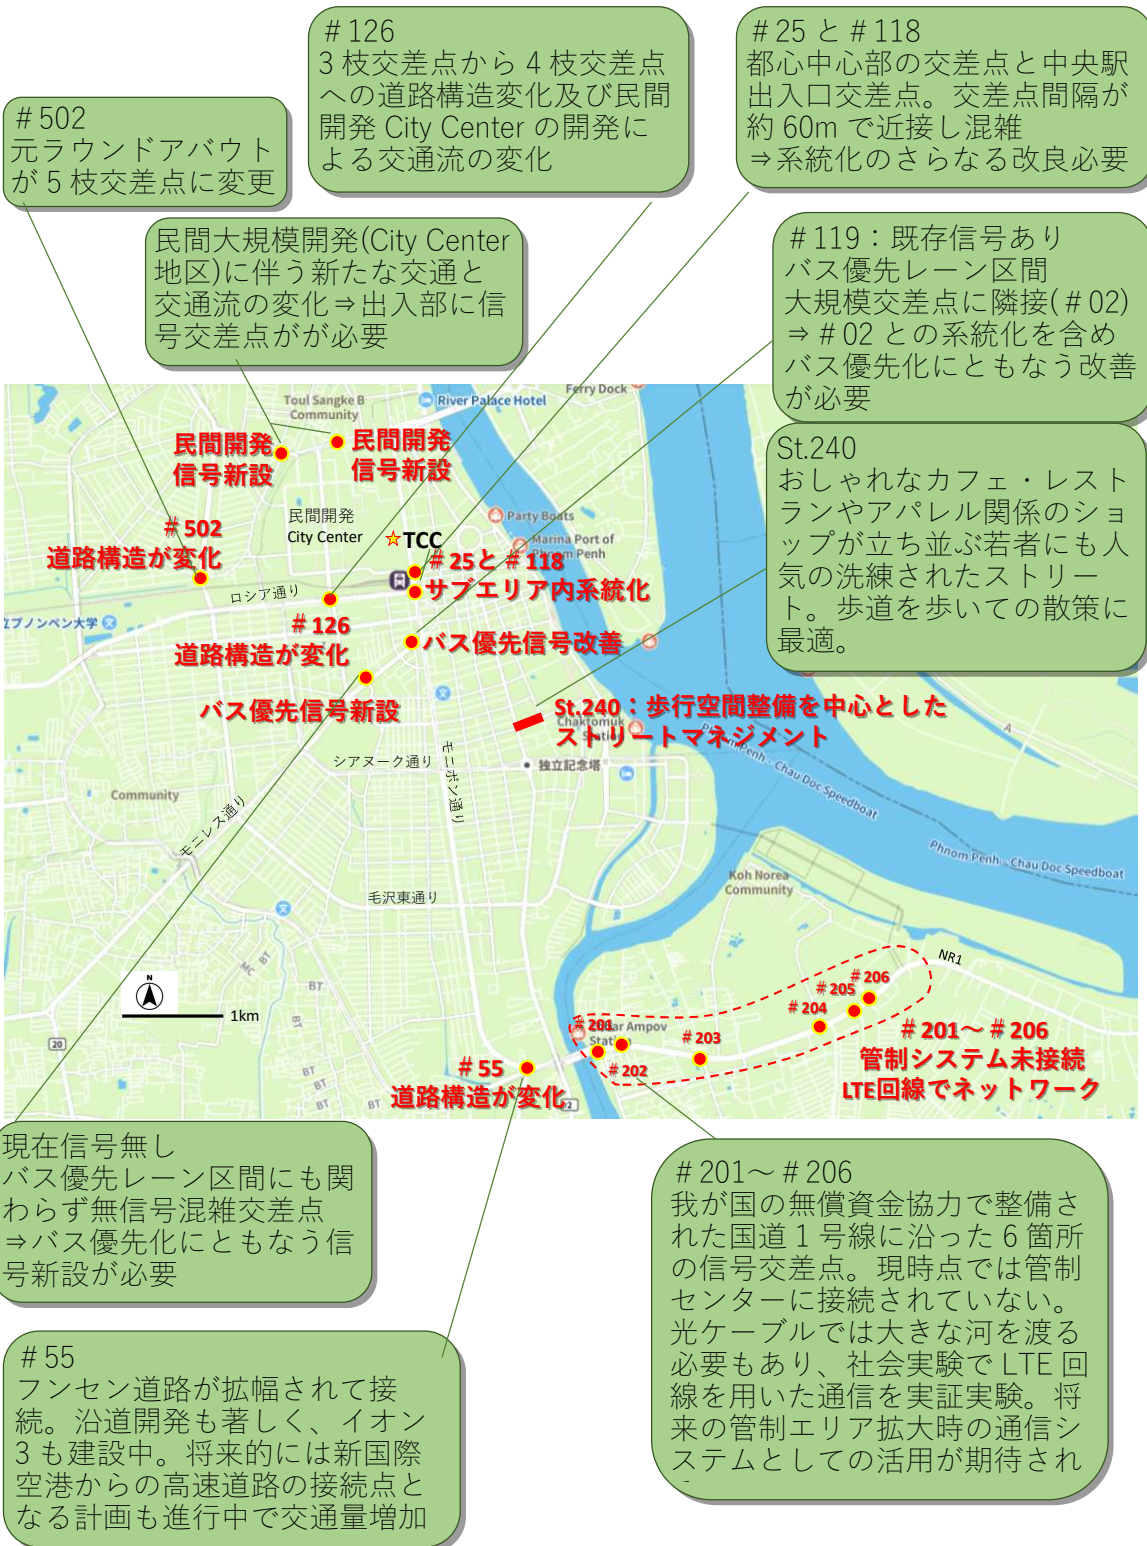 ＃126
3 枝交差点から 4 枝交差点
への道路構造変化及び民間
開発 City Center の開発に
よる交通流の変化
＃25 と＃118
都心中心部の交差点と中央駅
出入口交差点。交差点間隔が
約 60m で近接し混雑
⇒系統化のさらなる改良必要
＃502
元ラウンドアバウト
が 5 枝交差点に変更
民間大規模開発(City Center
地区)に伴う新たな交通と
交通流の変化⇒出入部に信
号交差点がが必要
＃119：既存信号あり
バス優先レーン区間
大規模交差点に隣接(＃02)
⇒＃02 との系統化を含め
バス優先化にともなう改善
が必要
St.240
おしゃれなカフェ・レスト
ランやアパレル関係のショ
ップが立ち並ぶ若者にも人
気の洗練されたストリー
ト。歩道を歩いての散策に
最適。
Ferry Dock
Toul Sangke B
Community
River Palace Hotel
民間開発
信号新設
民間開発
信号新設
Party Boats
民間開発
City Center
☆TCC
Marina Port of
Phnom Penh
＃502
道路構造が変化
＃25と＃118
サブエリア内系統化
ロシア通り
立プノンペン大学
＃126
道路構造が変化
バス優先信号改善
バス優先信号新設
St.240：歩行空間整備を中心とした
ストリートマネジメント
Chaktomuk
Station
シアヌーク通り
モニボン通り
独立記念塔
Phnom Penh - Chau Doc Speedboat
Community
モニレス通り
Phnom Penh - Chau Doc Speedboat
Koh Norea
Community
毛沢東通り
MC
BT
BT
BT
N
1km
20
BT
BT
BT
BT
NR1
＃206
＃205
＃204
＃201
Ampov
Station
＃203
＃202
＃201～＃206
管制システム未接続
LTE回線でネットワーク
＃55
道路構造が変化
現在信号無し
バス優先レーン区間にも関
わらず無信号混雑交差点
⇒バス優先化にともなう信
号新設が必要
＃201～＃206
我が国の無償資金協力で整備さ
れた国道 1 号線に沿った 6 箇所
の信号交差点。現時点では管制
センターに接続されていない。
光ケーブルでは大きな河を渡る
必要もあり、社会実験で LTE 回
線を用いた通信を実証実験。将
来の管制エリア拡大時の通信シ
ステムとしての活用が期待され
＃55
フンセン道路が拡幅されて接
続。沿道開発も著しく、イオン
3 も建設中。将来的には新国際
空港からの高速道路の接続点と
なる計画も進行中で交通量増加